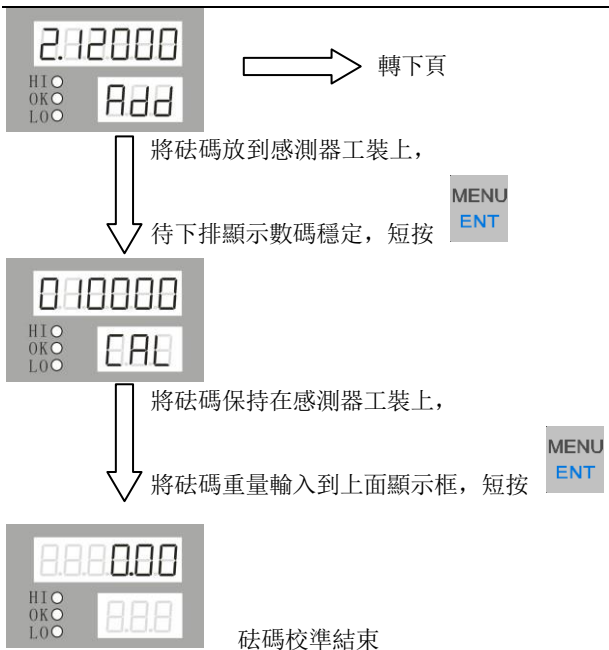 2.12000
轉下頁
HI
OK
LO
Add
將砝碼放到感測器工裝上，
MENU
待下排顯示數碼穩定，短按 ENT
010000
HI
OK
LO
CAL
將砝碼保持在感測器工裝上，
MENU
將砝碼重量輸入到上面顯示框，短按 ENT
0.00
HI
OK
LO
砝碼校準結束